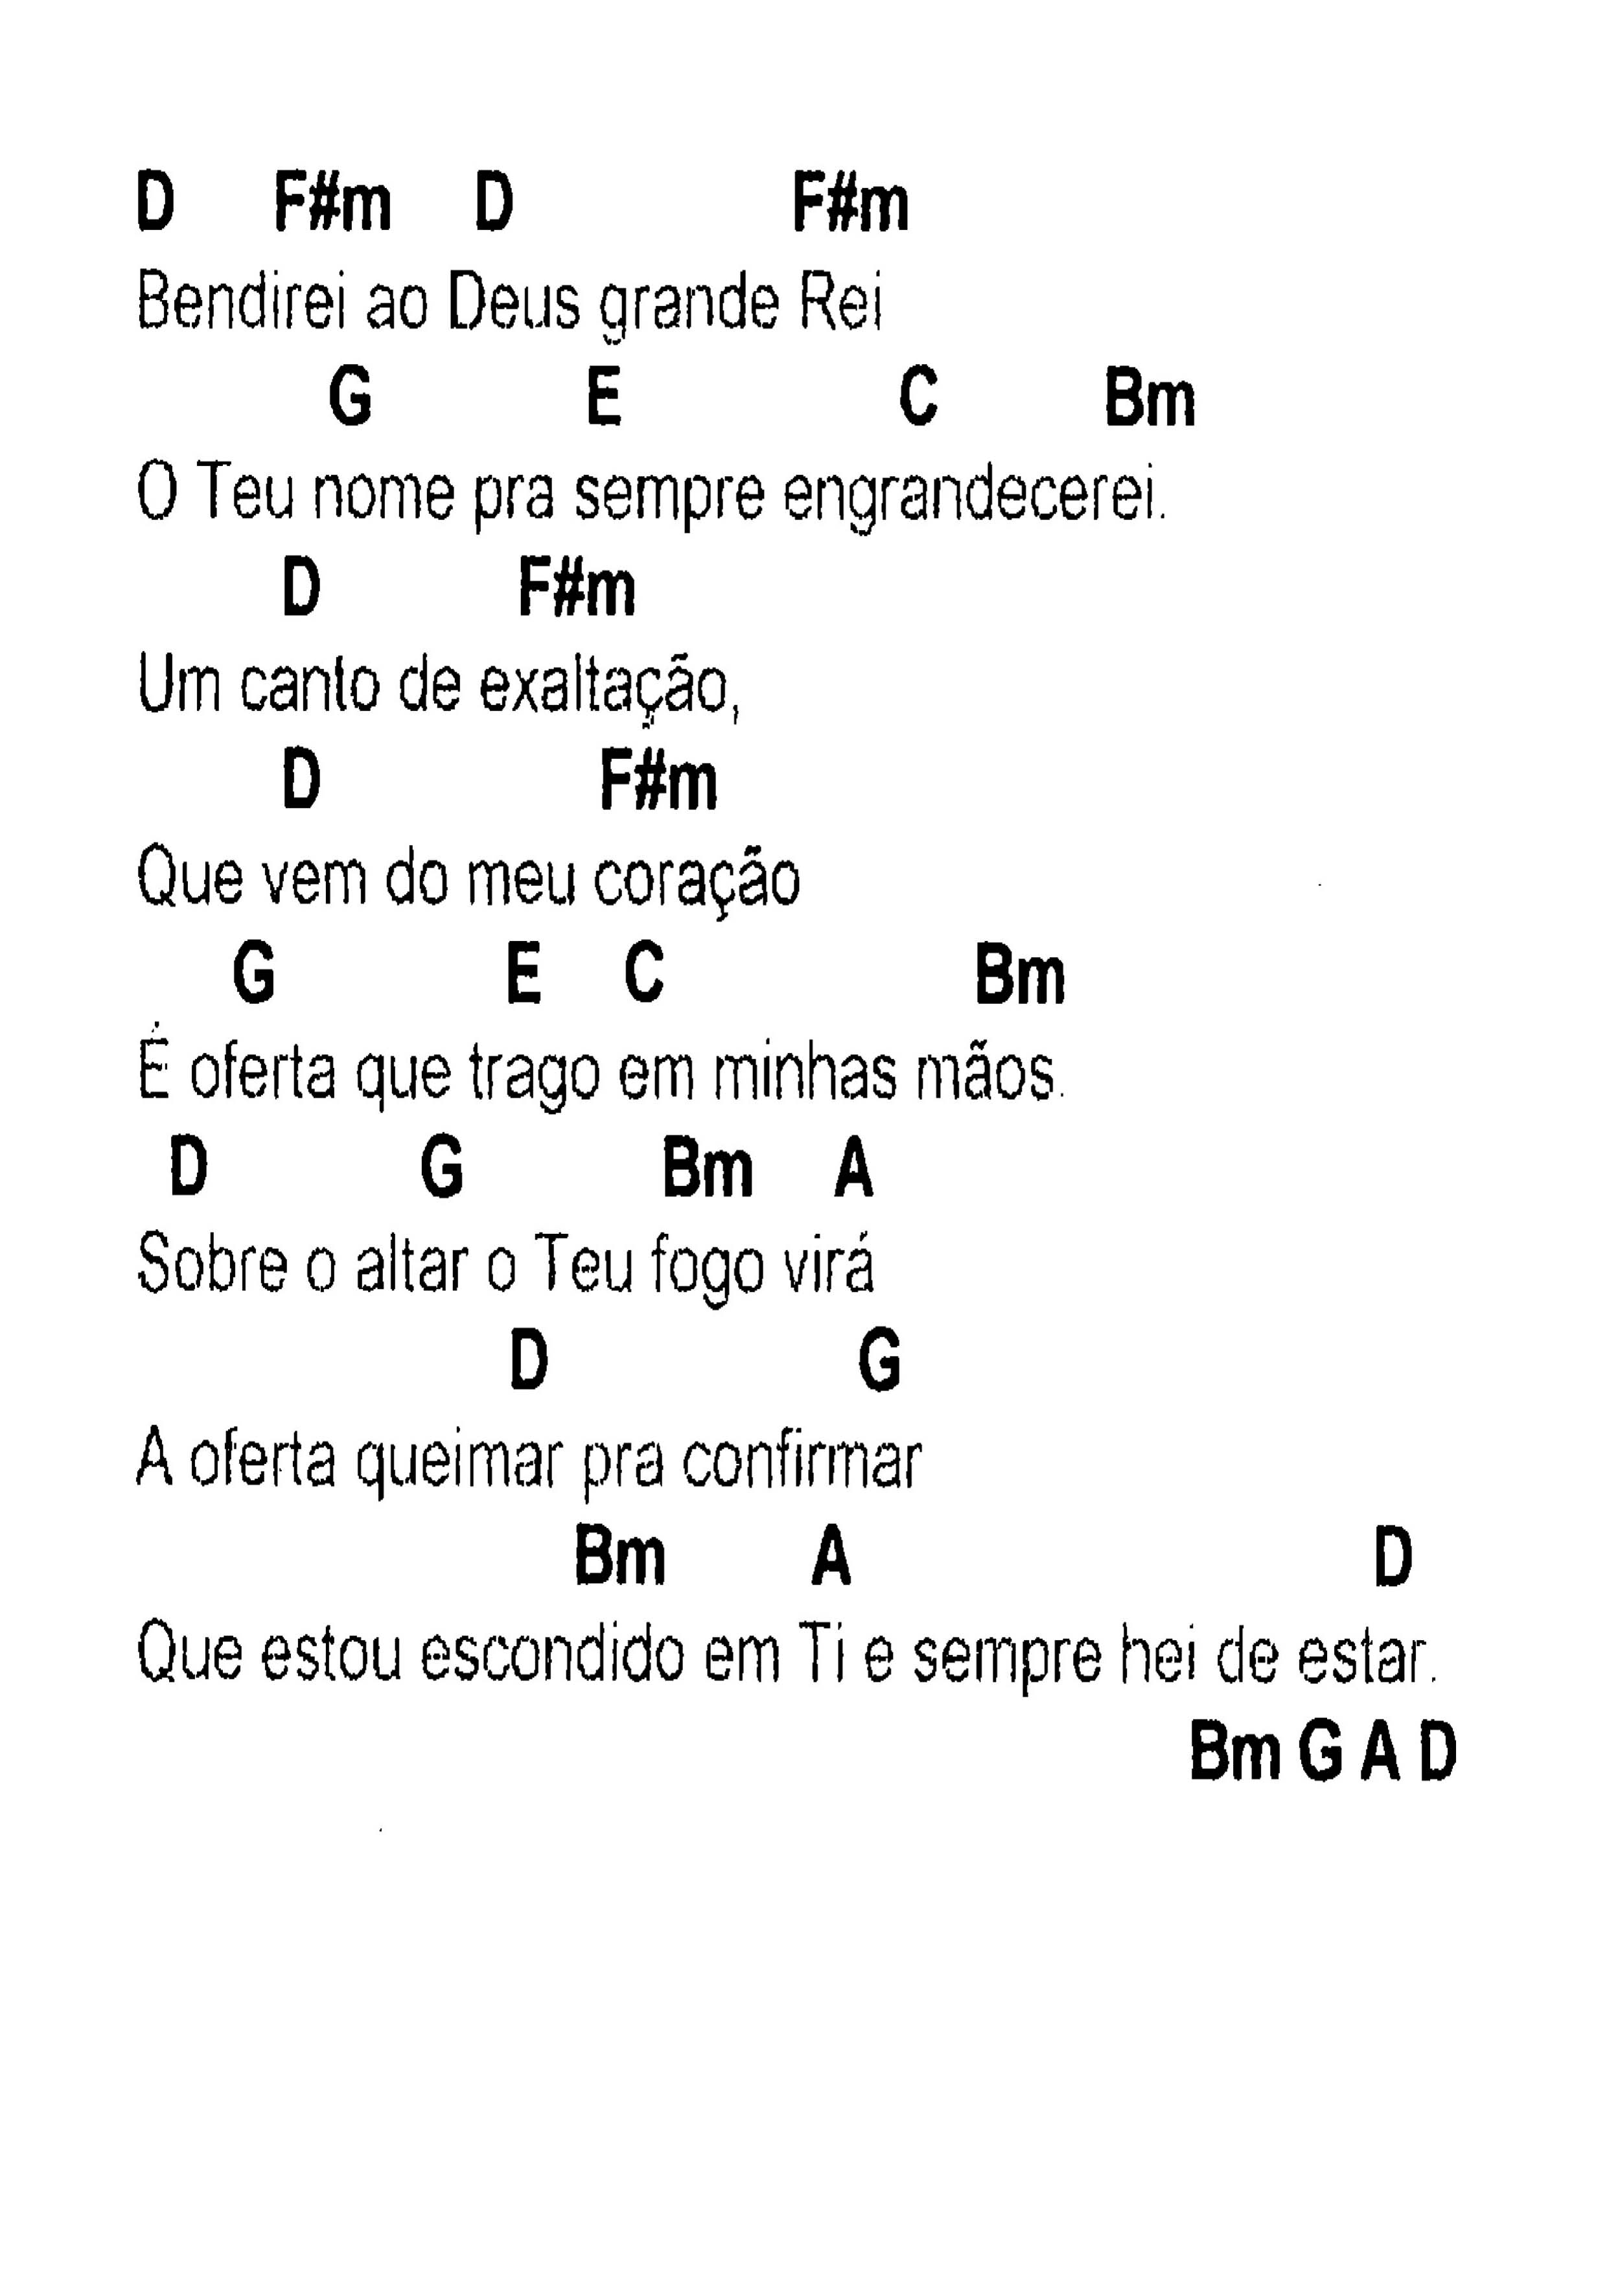 D F#m D F#m
Bendirei ao Deus grande Rei
G E C Bm
O Teu nome pra sempre engrandecerei.
D F#m
Um canto de exaltação,
D F#m
Que vem do meu coração
G E C Bm
É oferta que trago em minhas mãos.
D G Bm A
Sobre o altar o Teu fogo virá
D G
A oferta queimar pra confirmar
Bm A D
Que estou escondido em Ti e sempre hei de estar.
Bm G A D